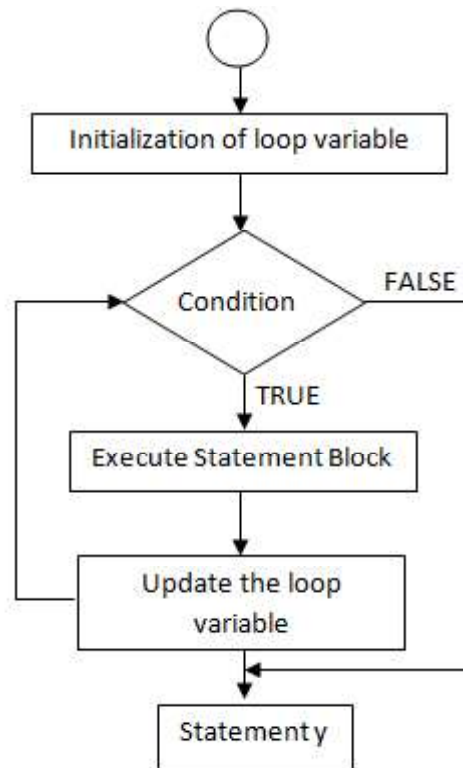 Initialization of loop variable
Condition
FALSE
TRUE
Execute Statement Block
Update the loop
variable
Statement y